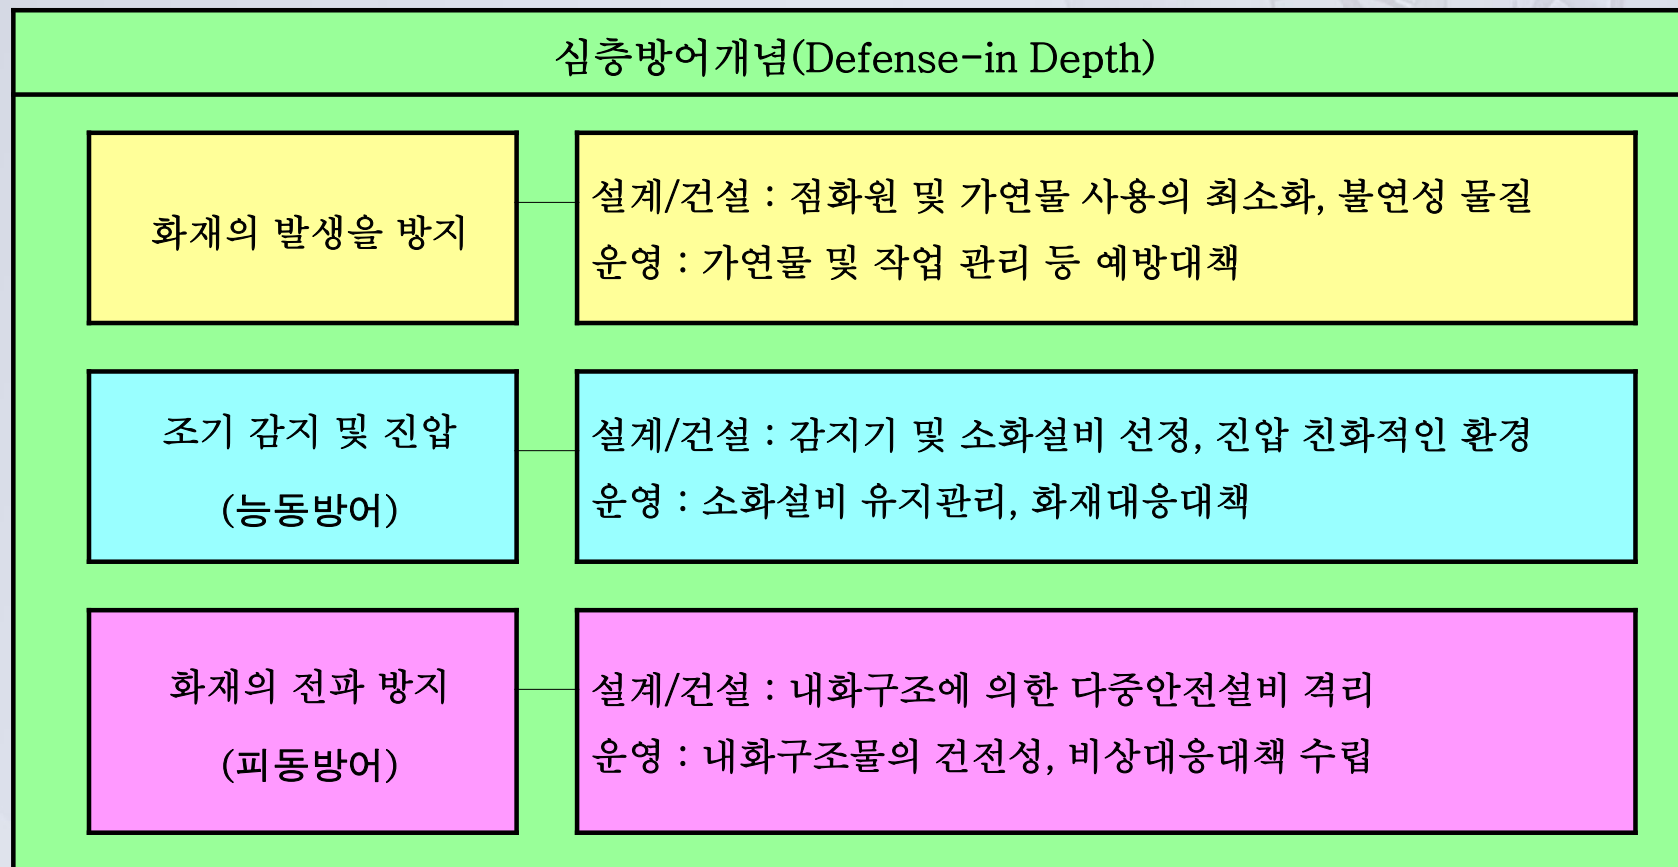 심층방어개념(Defense-in Depth)
화재의 발생을 방지
설계/건설 : 점화원 및 가연물 사용의 최소화, 불연성 물질
운영 : 가연물 및 작업 관리 등 예방대책
조기 감지 및 진압
(능동방어)
설계/건설 : 감지기 및 소화설비 선정, 진압 친화적인 환경
운영 : 소화설비 유지관리, 화재대응대책
화재의 전파 방지
(피동방어)
설계/건설 : 내화구조에 의한 다중안전설비 격리
운영 : 내화구조물의 건전성, 비상대응대책 수립